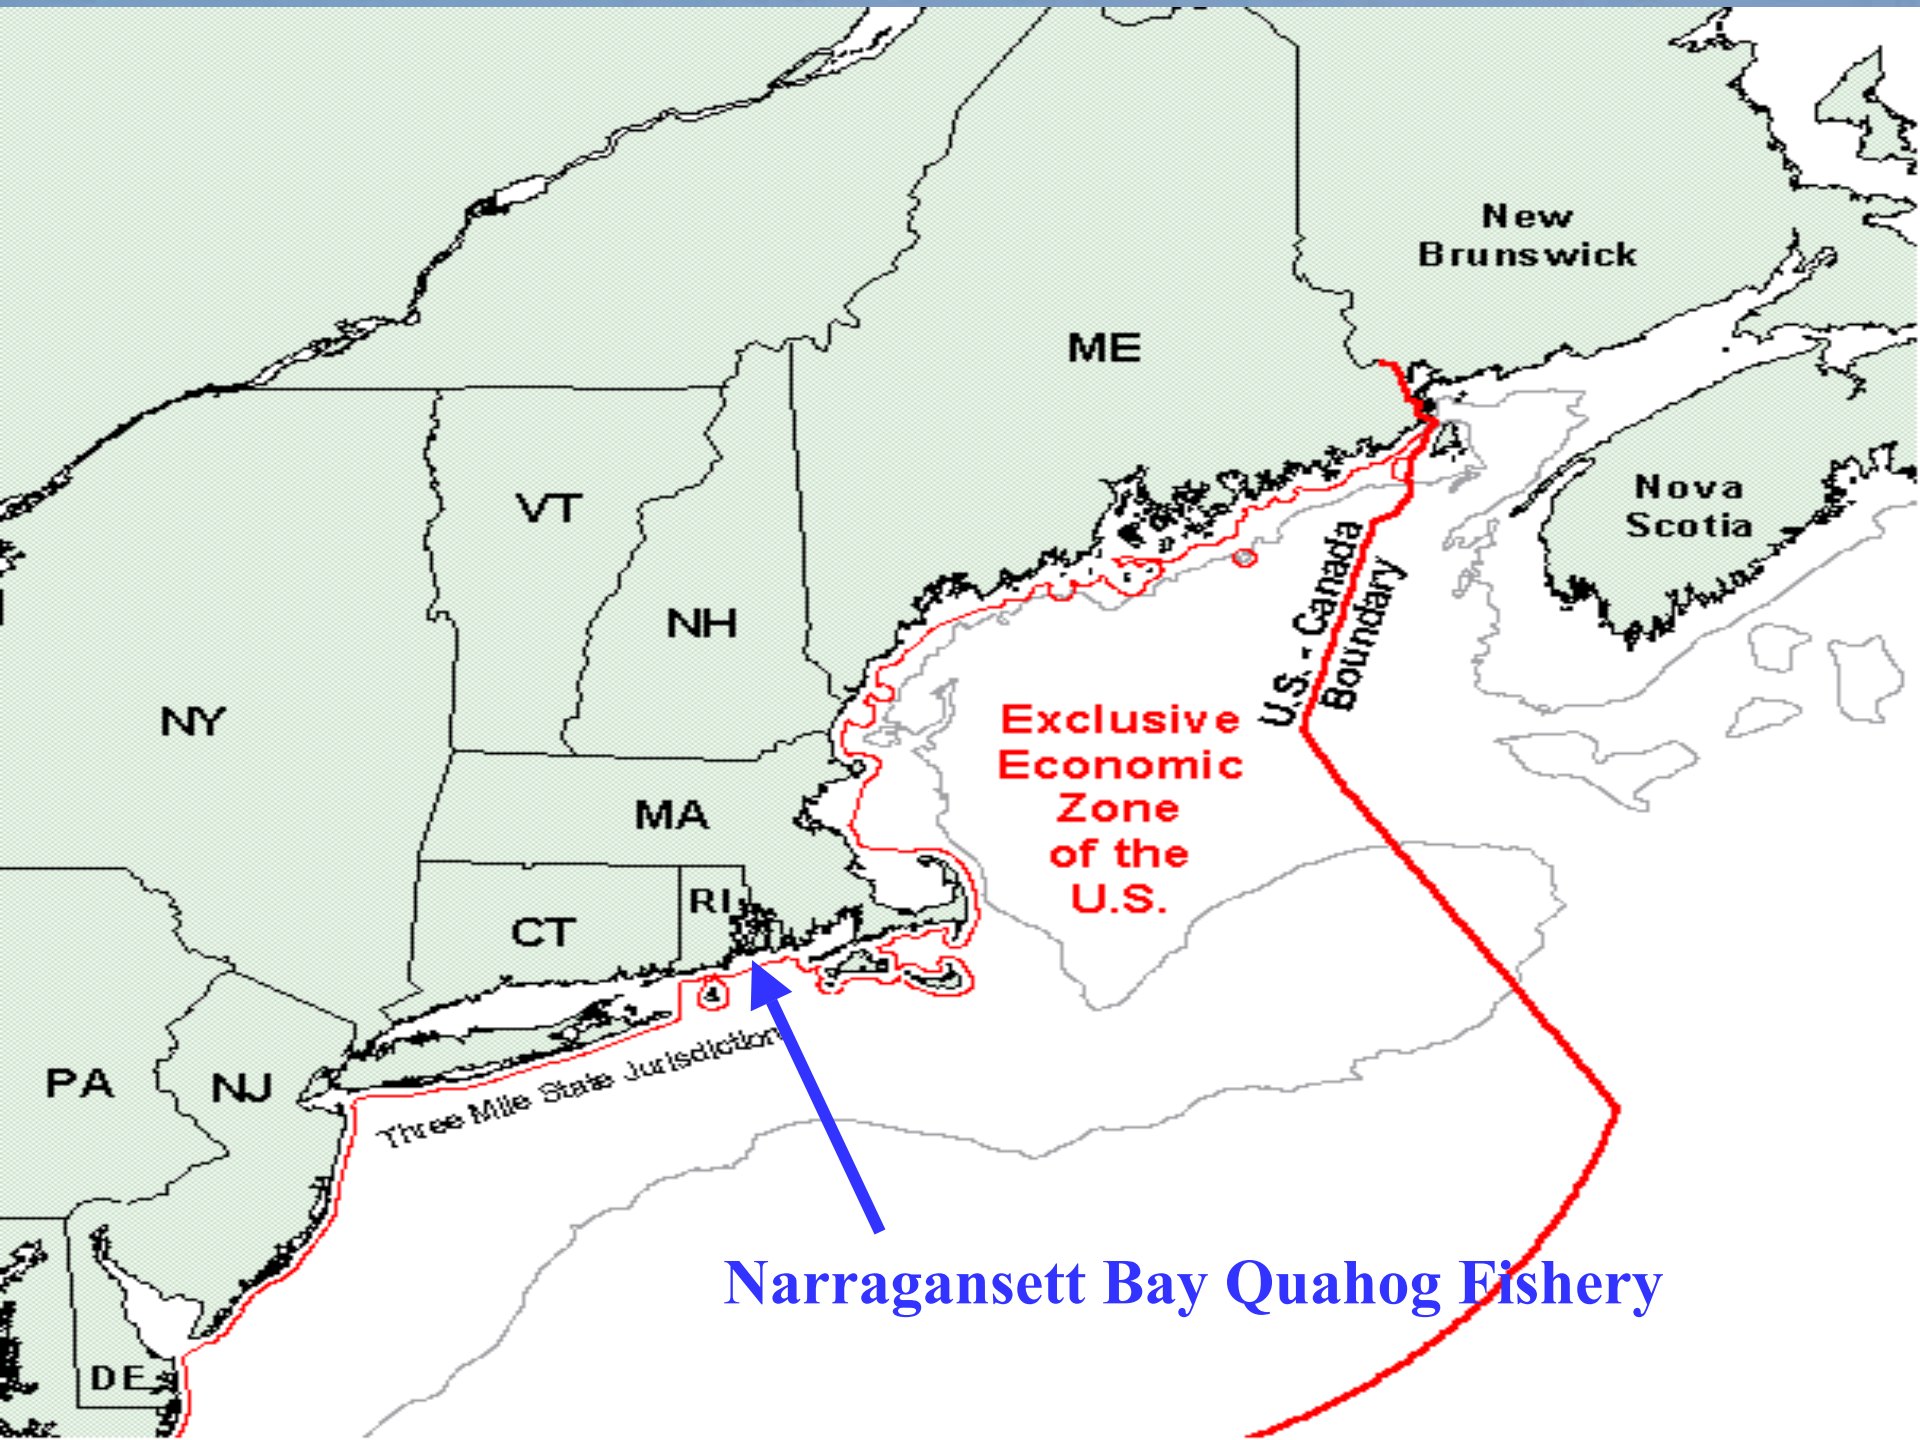 New
Brunswick
ME
Nova
Scotia
VT
NH
U.S. - Canada
Boundary
NY
Exclusive
Economic
Zone
of the
U.S.
MA
RI
CT
Three Mile State Jurisdiction
PA
NJ
Narragansett Bay Quahog Fishery
DE